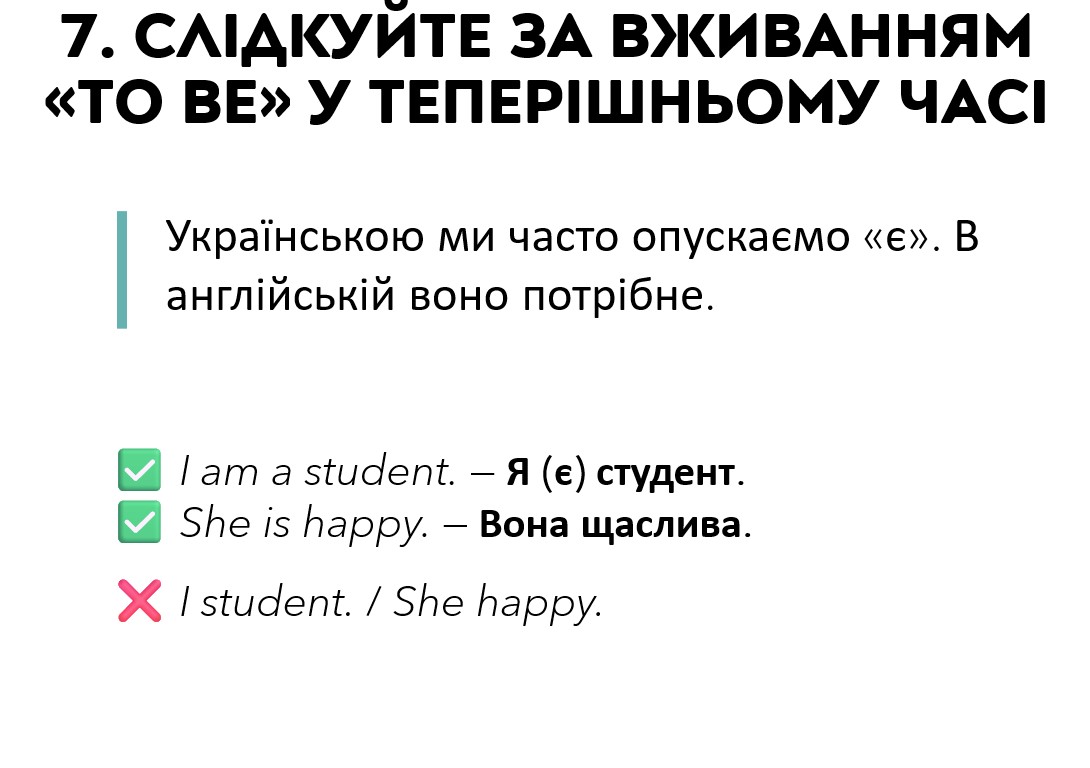 7. СЛІДКУЙТЕ ЗА ВЖИВАННЯМ
«TO BE» У ТЕПЕРІШНЬОМУ ЧАСІ
Українською ми часто опускаємо «є». В
англійській воно потрібне.
✅ I am a student. – Я (є) студент.
✅ She is happy. – Вона щаслива.
❌ I student. / She happy.